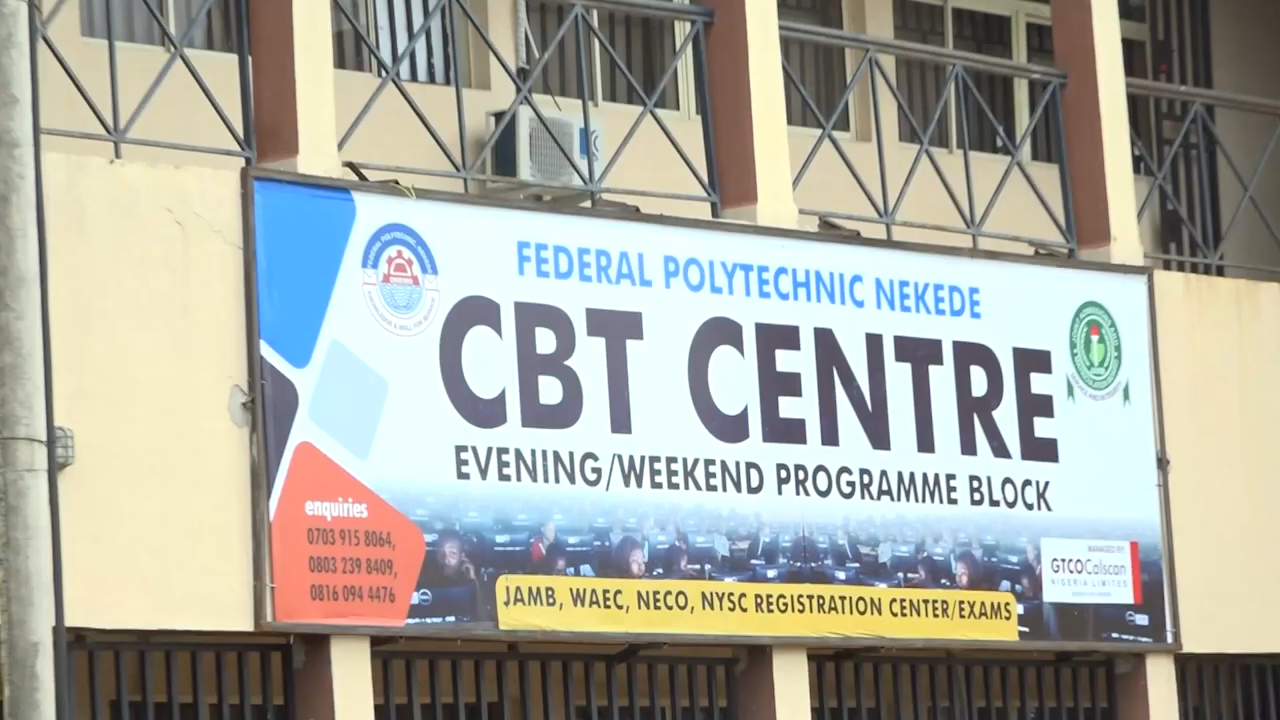 FEDERAL POLYTECHNIC NEKEDE
CBT CENTRE
EVENING/WEEKEND PROGRAMME BLOCK
enquiries
0703 915 8064,
0803 239 8409,
0816 094 4476
JAMB, WAEC, NECO, NYSC REGISTRATION CENTER/EXAMS
MANAGED BY:
GTCOCalscan
NIGERIA LIMITED